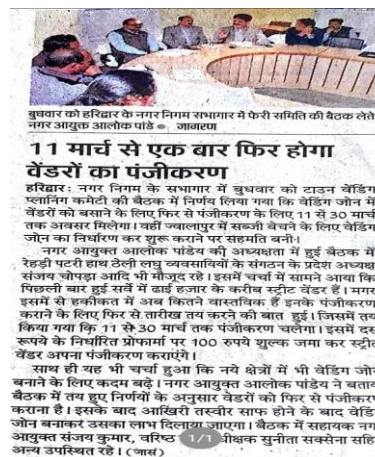 बुधवार को हरिद्वार के नगर निगम सभागार में फेरी समिति की बैठक लेते
नगर आयुक्त आलोक पांडे ● जागरण
11 मार्च से एक बार फिर होगा
वेंडरों का पंजीकरण
हरिद्वार: नगर निगम के सभागार में बुधवार को टाउन वेंडिंग
प्लानिंग कमेटी की बैठक में निर्णय लिया गया कि वेडिंग जोन में
वेंडरों को बसाने के लिए फिर से पंजीकरण के लिए 11 से 30 मार्च
तक अवसर मिलेगा। वहीं ज्वालापुर में सब्जी बेचने के लिए वेंडिंग
जोन का निर्धारण कर शुरू कराने पर सहमति बनी।
नगर आयुक्त आलोक पांडेय की अध्यक्षता में हुई बैठक में
रेहड़ी पटरी हाथ ठेली लघु व्यवसायियों के संगठन के प्रदेश अध्यक्ष
संजय चोपड़ा आदि भी मौजूद रहे। इसमें चर्चा में सामने आया कि
पिछली बार हुई सर्वे में ढाई हजार के करीब स्ट्रीट वेंडर हैं। मगर
इसमें से हकीकत में अब कितने वास्तविक हैं इनके पंजीकरण
कराने के लिए फिर से तारीख तय करने की बात हुई। जिसमें तय
किया गया कि 11 से 30 मार्च तक पंजीकरण चलेगा। इसमें दस
रूपये के निर्धारित प्रोफार्मा पर 100 रुपये शुल्क जमा कर स्ट्रीट
वेंडर अपना पंजीकरण कराएंगे।
साथ ही यह भी चर्चा हुआ कि नये क्षेत्रों में भी वेडिंग जोन
बनाने के लिए कदम बढ़े। नगर आयुक्त आलोक पांडेय ने बताया
बैठक में तय हुए निर्णयों के अनुसार वेंडरों को फिर से पंजीकरण
कराना है। इसके बाद आखिरी तस्वीर साफ होने के बाद वेडिंग
जोन बनाकर उसका लाभ दिलाया जाएगा। बैठक में सहायक नगर
आयुक्त संजय कुमार, वरिष्ठ 1/1 धीक्षक सुनीता सक्सेना सहित
अन्य उपस्थित रहे। (जासं)